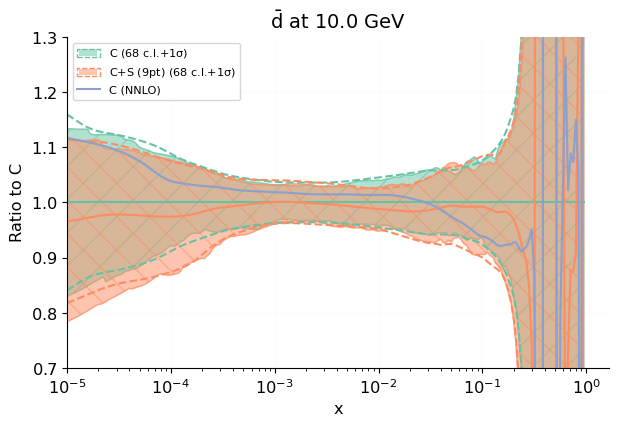 d̄ at 10.0 GeV
C (68 c.l.+1σ)
C+S (9pt) (68 c.l.+1σ)
C (NNLO)
Ratio to C
1.3
1.2
1.1
1.0
0.9
0.8
0.7
10⁻⁵ 10⁻⁴ 10⁻³ 10⁻² 10⁻¹ 10⁰
x